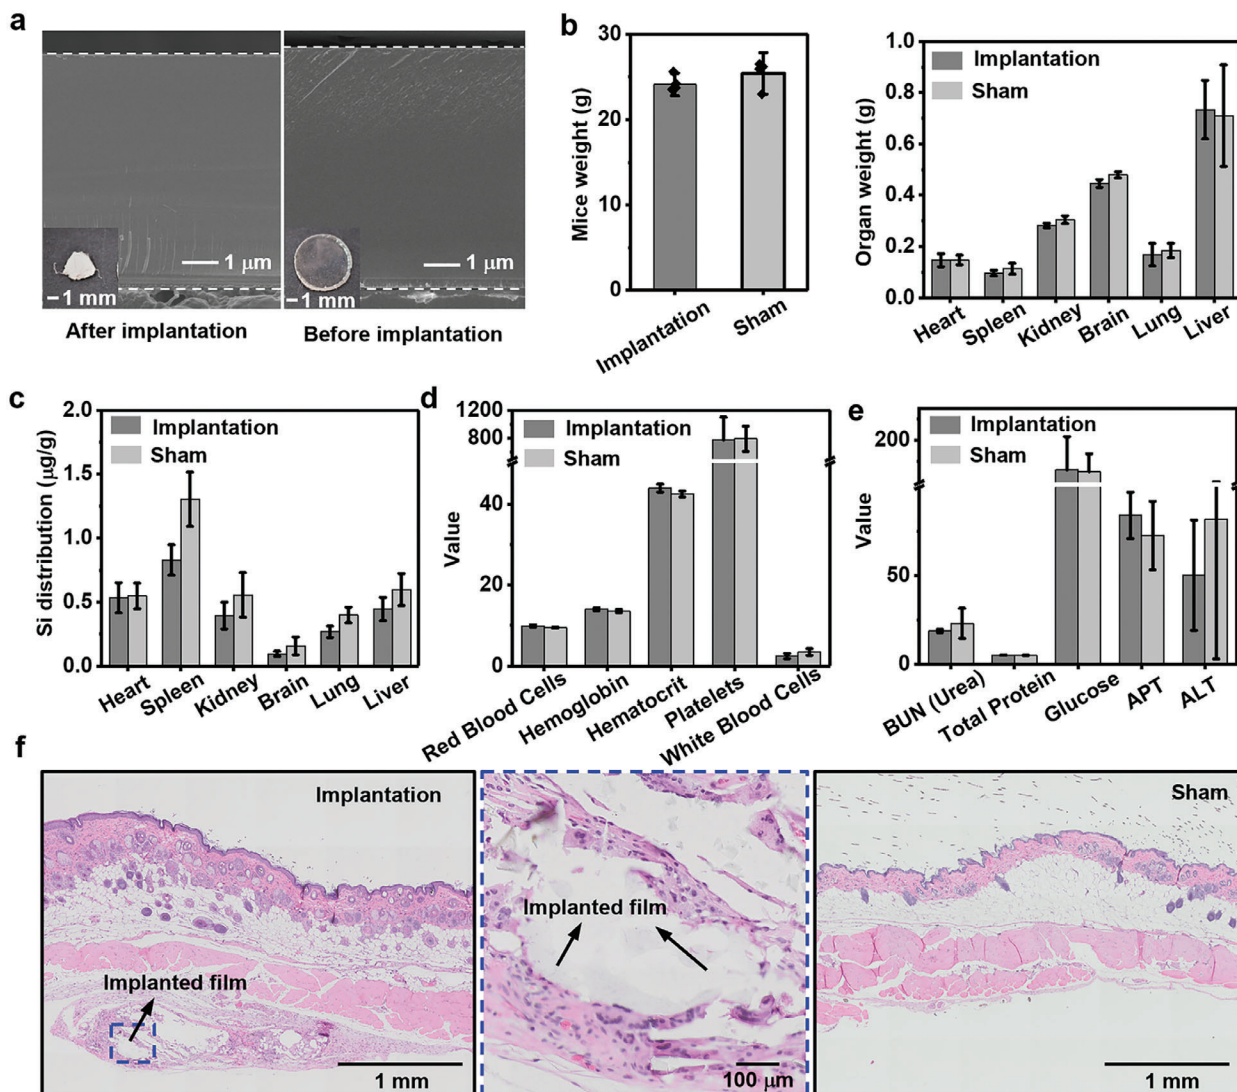 a
1 µm
1 µm
1 mm
1 mm
After implantation
Before implantation
b
Mice weight (g)
30
20
10
0
Implantation
Sham
Organ weight (g)
1.0
0.8
0.6
0.4
0.2
0.0
Implantation
Sham
Heart
Spleen
Kidney
Brain
Lung
Liver
c
Si distribution (µg/g)
2.0
1.5
1.0
0.5
0.0
Implantation
Sham
Heart
Spleen
Kidney
Brain
Lung
Liver
d
Value
1200
800
40
20
0
Implantation
Sham
Red Blood Cells
Hemoglobin
Hematocrit
Platelets
White Blood Cells
e
Value
200
50
0
Implantation
Sham
BUN (Urea)
Total Protein
Glucose
APT
ALT
f
Implantation
Implanted film
1 mm
Implanted film
100 µm
Sham
1 mm